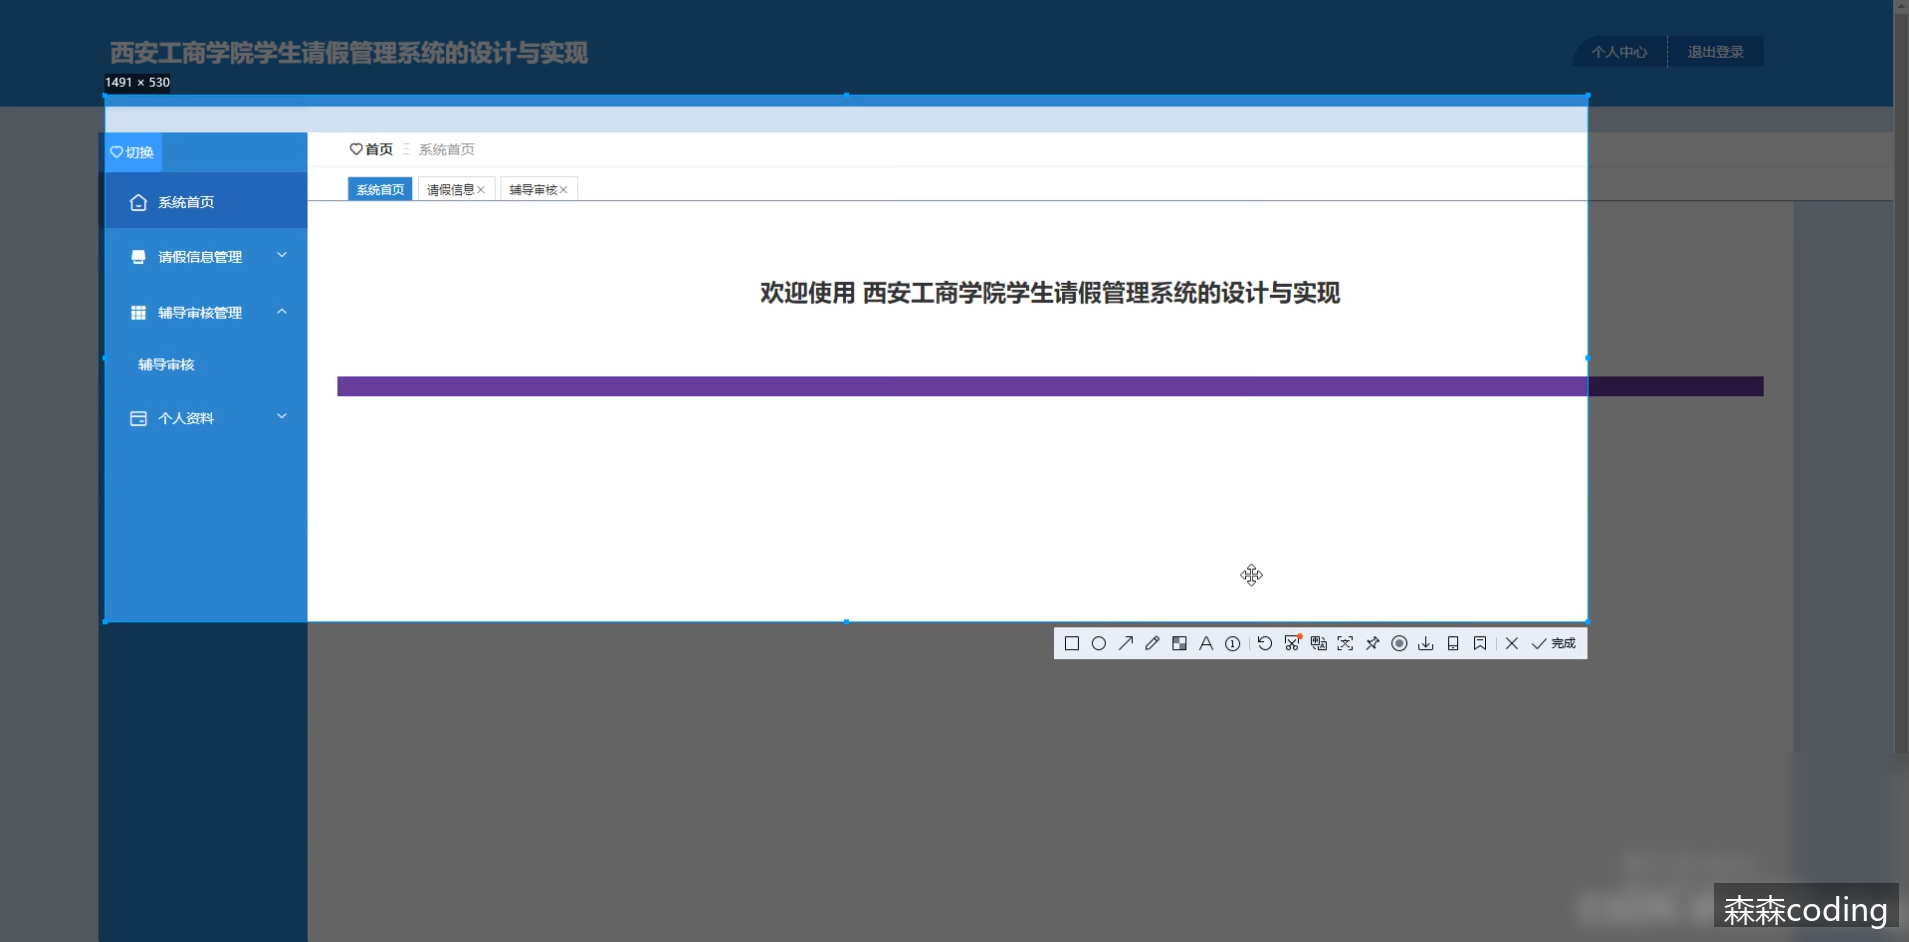 西安工商学院学生请假管理系统的设计与实现
个人中心 退出登录
1491 × 530
切换
首页 系统首页
系统首页 请假信息× 辅导审核×
系统首页
请假信息管理
辅导审核管理
辅导审核
个人资料
欢迎使用 西安工商学院学生请假管理系统的设计与实现
完成
森森coding